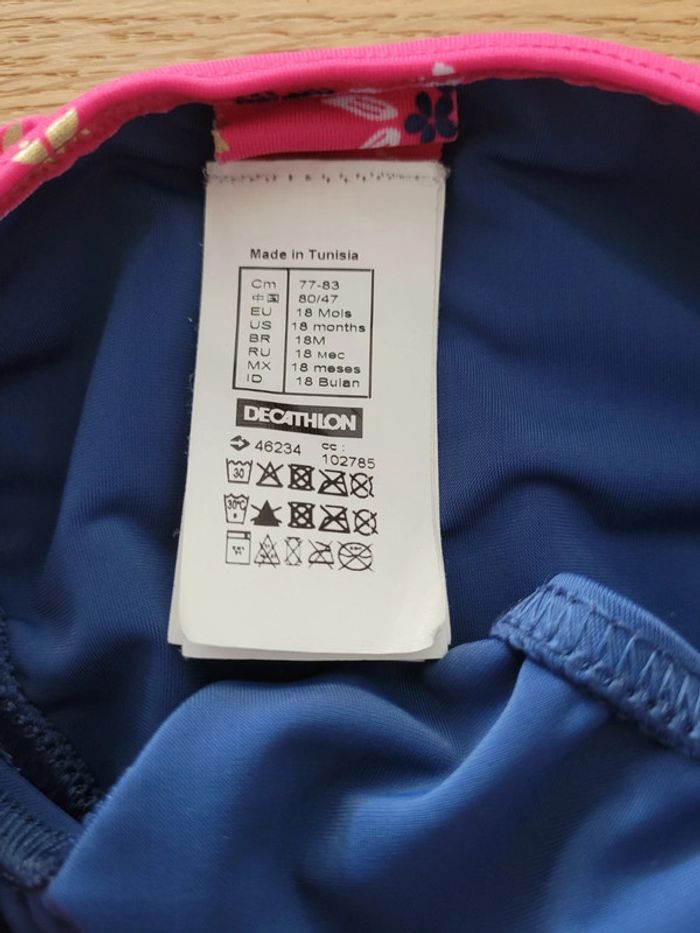 Made in Tunisia
Cm 77-83
中国 80/47
EU 18 Mois
US 18 months
BR 18M
RU 18 мес
MX 18 meses
ID 18 Bulan
DECATHLON
46234 cc :
102785
30
30°C